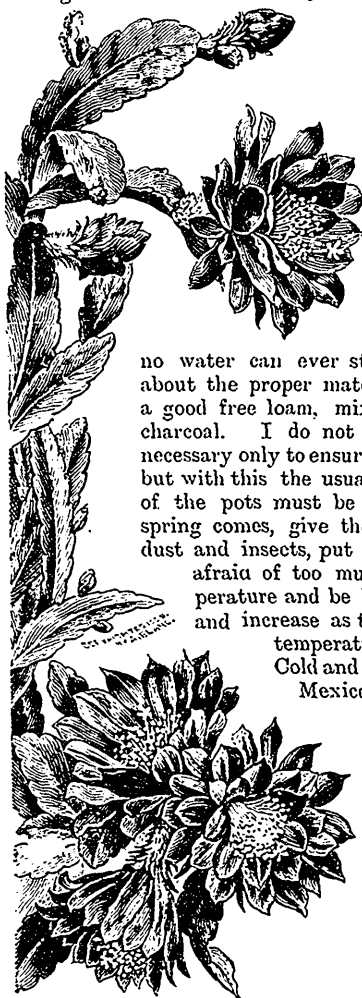 no water can ever st
about the proper mate
a good free loam, mix
charcoal. I do not
necessary only to ensur
but with this the usua
of the pots must be
spring comes, give the
dust and insects, put
afraid of too mu
perature and be
and increase as t
temperat
Cold and
Mexico